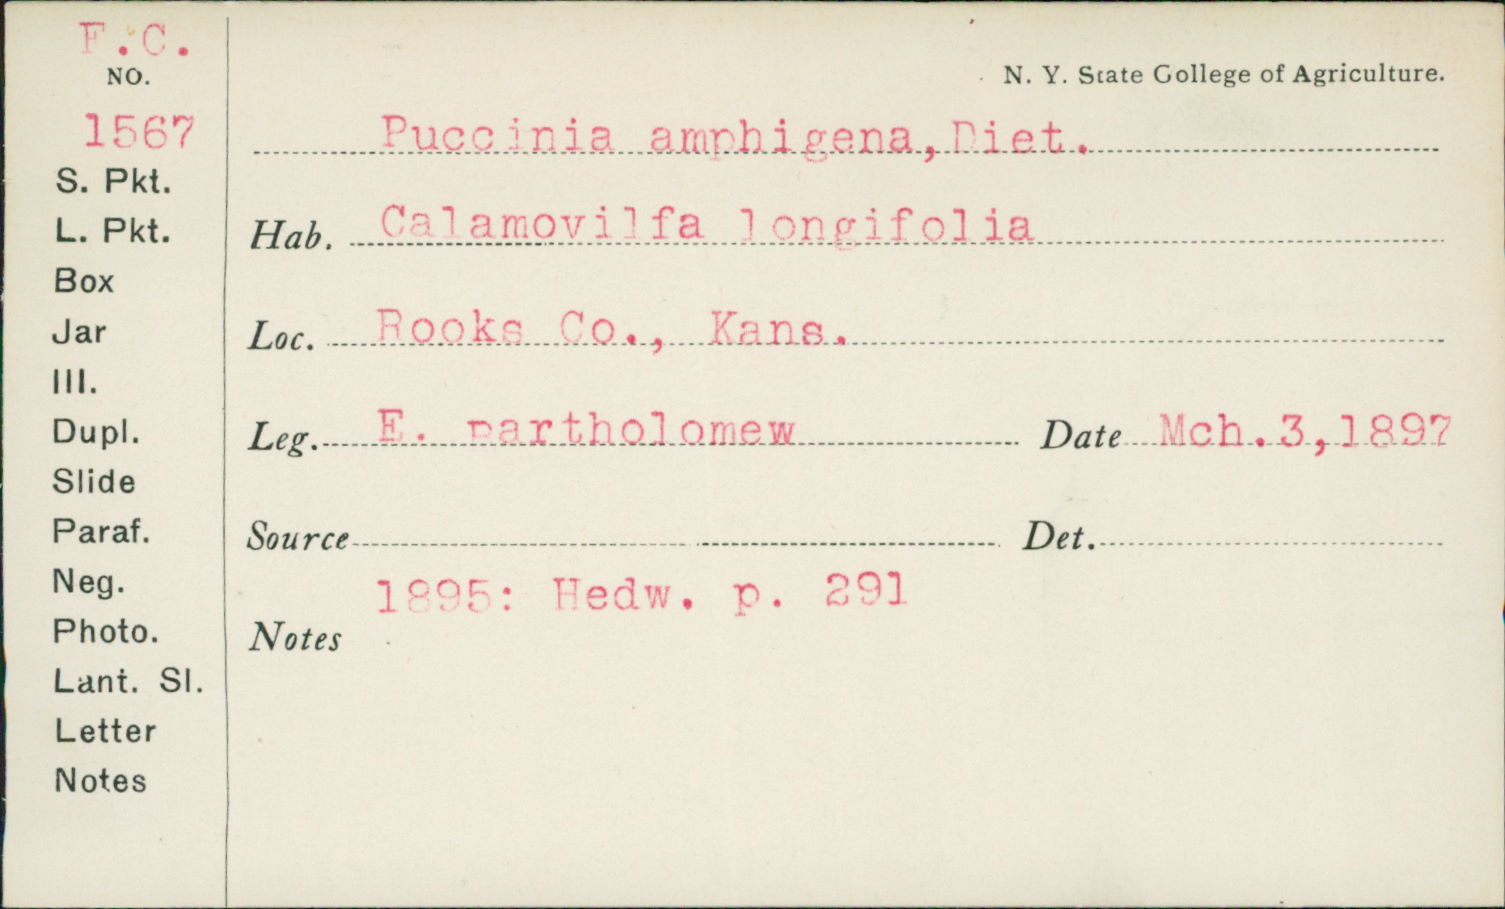 F.C.
NO.
1567
S. Pkt.
L. Pkt.
Box
Jar
Ill.
Dupl.
Slide
Paraf.
Neg.
Photo.
Lant. Sl.
Letter
Notes
N. Y. State College of Agriculture.
Puccinia amphigena, Diet.
Hab. Calamovilfa longifolia
Loc. Rooks Co., Kans.
Leg. E. Bartholomew Date Mch.3,1897
Source Det.
1895: Hedw. p. 291
Notes